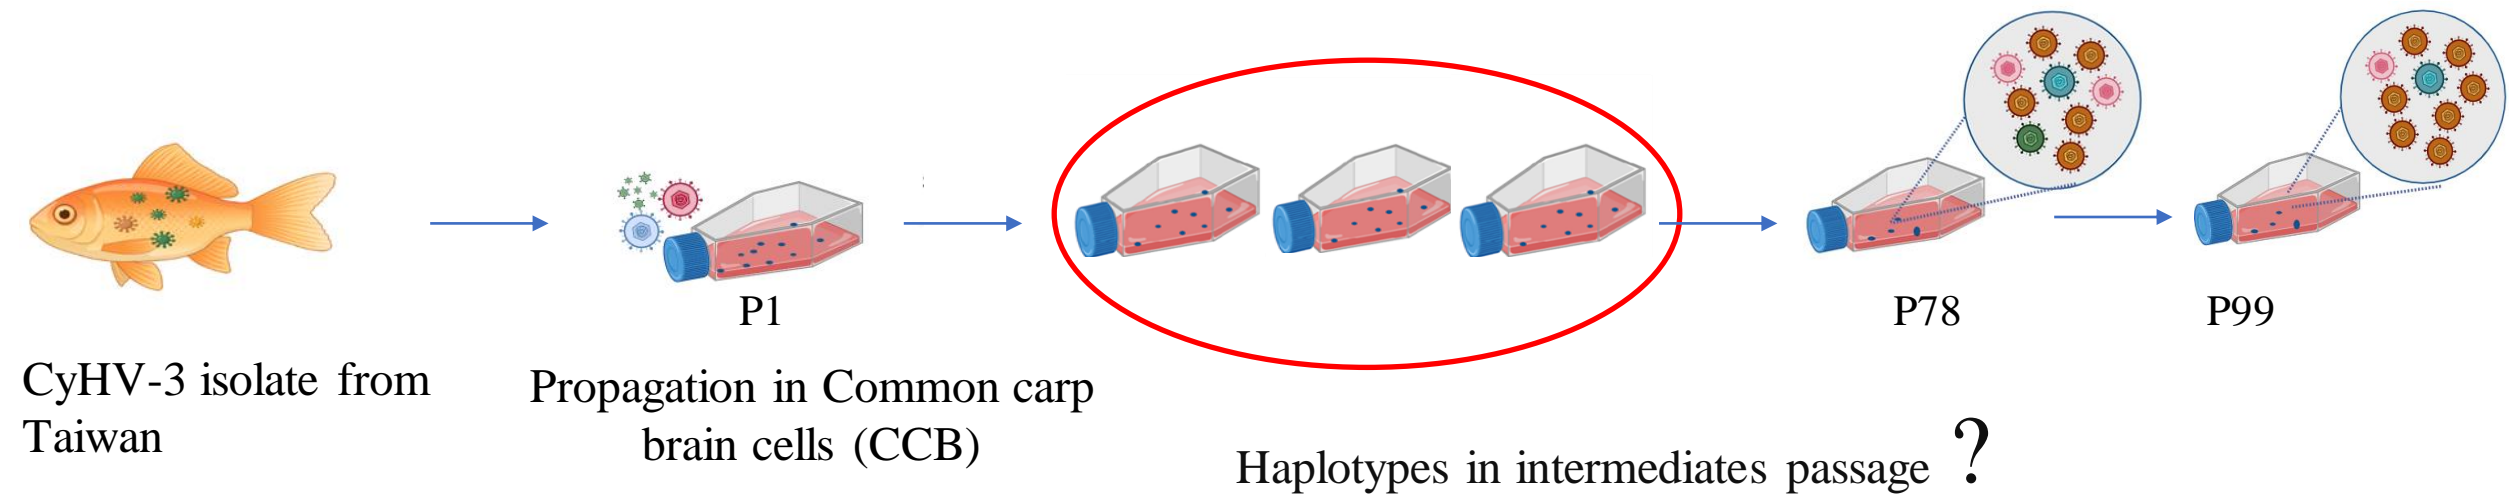 P1
P78
P99
CyHV-3 isolate from
Taiwan
Propagation in Common carp
brain cells (CCB)
Haplotypes in intermediates passage ?